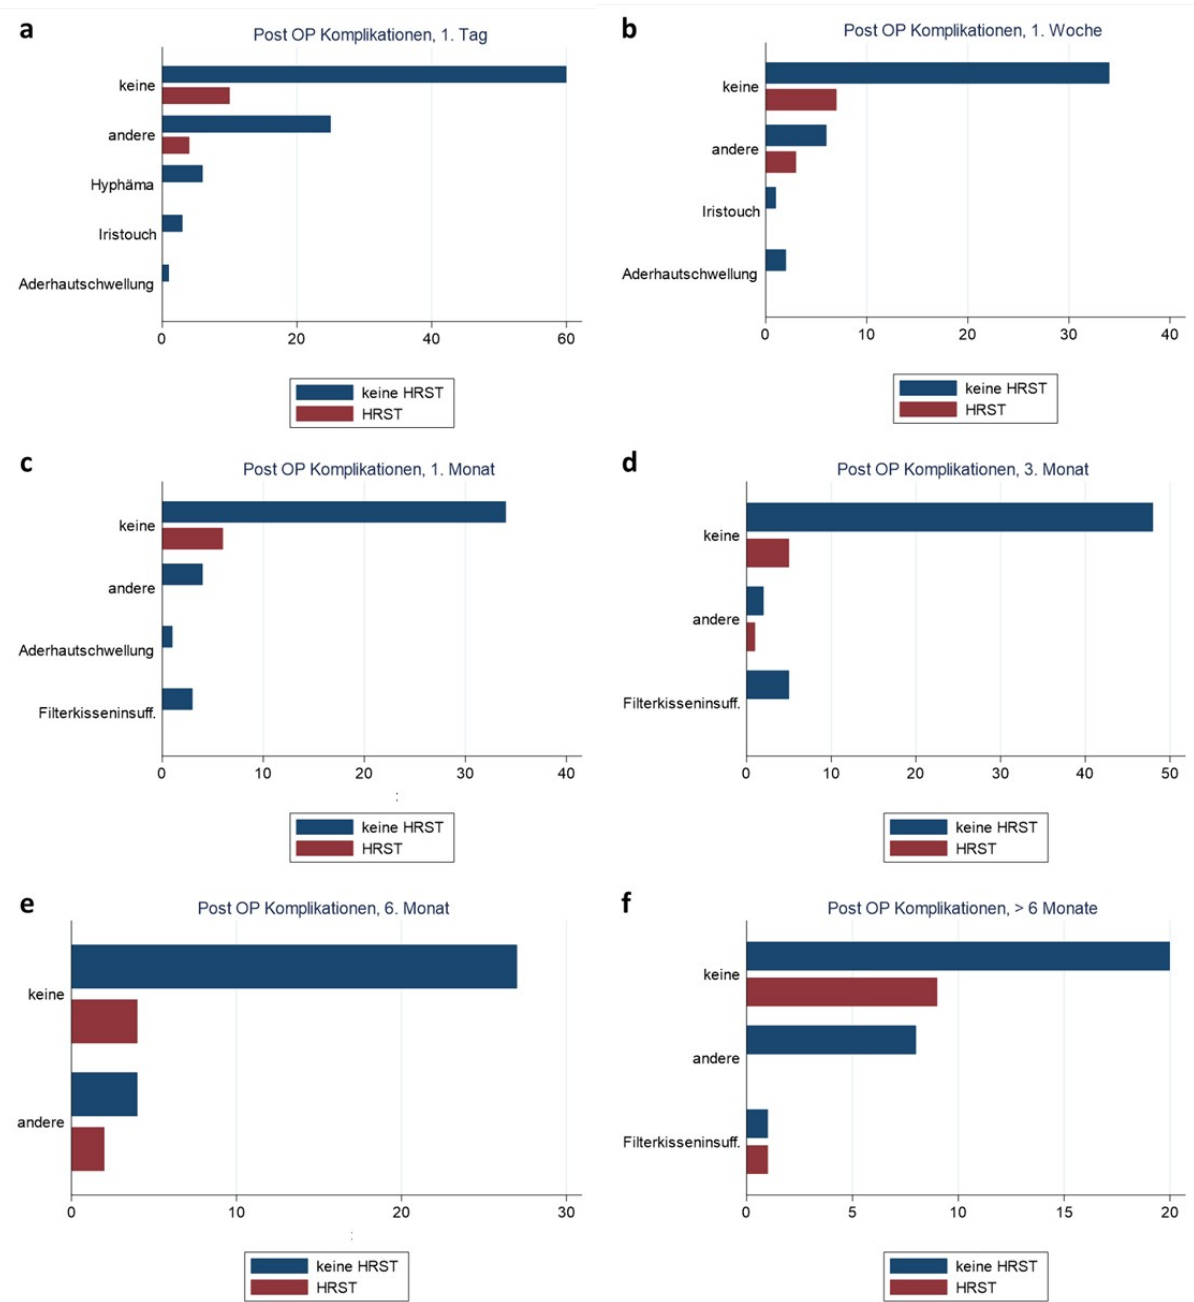 a
Post OP Komplikationen, 1. Tag
keine
andere
Hyphäma
Iristouch
Aderhautschwellung
0 20 40 60
keine HRST
HRST
b
Post OP Komplikationen, 1. Woche
keine
andere
Iristouch
Aderhautschwellung
0 10 20 30 40
keine HRST
HRST
c
Post OP Komplikationen, 1. Monat
keine
andere
Aderhautschwellung
Filterkisseninsuff.
0 10 20 30 40
:
keine HRST
HRST
d
Post OP Komplikationen, 3. Monat
keine
andere
Filterkisseninsuff.
0 10 20 30 40 50
keine HRST
HRST
e
Post OP Komplikationen, 6. Monat
keine
andere
0 10 20 30
:
keine HRST
HRST
f
Post OP Komplikationen, > 6 Monate
keine
andere
Filterkisseninsuff.
0 5 10 15 20
keine HRST
HRST